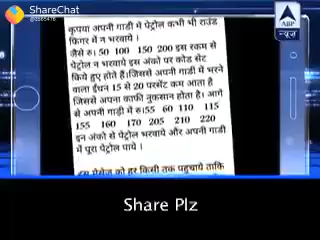 ShareChat
@8565476
abp
न्यूज़
कृपया अपनी गाडी में पेट्रोल कभी भी राउंड
फिगर में न भरवाये ।
जैसे रु। 50 100 150 200 इस रकम से
पेट्रोल न भरवाये इस अंको पर कोड सेट
किये हुए होते हैं।जिससे अपनी गाडी में भरने
वाला ईंधन 15 से 20 परसेंट कम आता है
जिससे अपना काफी नुकसान होता है। आगे
से अपनी गाडी में रु।55 60 110 115
155 160 170 205 210 220
इन अंको से पेट्रोल भरवाये और अपनी गाडी
में पूरा पेट्रोल पाये ।
इस मैसेज को हर किसी तक पहुचाये ताकि
Share Plz